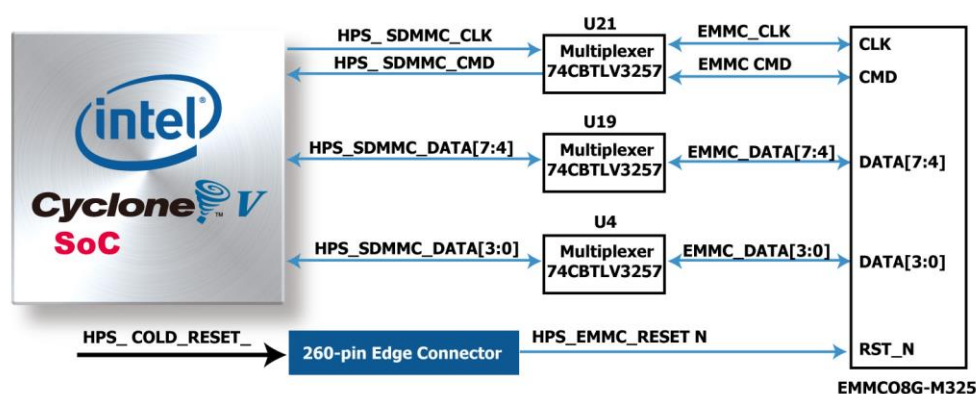 U21
HPS_ SDMMC_CLK
Multiplexer
74CBTLV3257
EMMC_CLK
CLK
HPS_ SDMMC_CMD
EMMC CMD
CMD
intel®
Cyclone™ V
SoC
U19
HPS_SDMMC_DATA[7:4]
Multiplexer
74CBTLV3257
EMMC_DATA[7:4]
DATA[7:4]
U4
HPS_SDMMC_DATA[3:0]
Multiplexer
74CBTLV3257
EMMC_DATA[3:0]
DATA[3:0]
HPS_ COLD_RESET_
260-pin Edge Connector
HPS_EMMC_RESET N
RST_N
EMMCO8G-M325